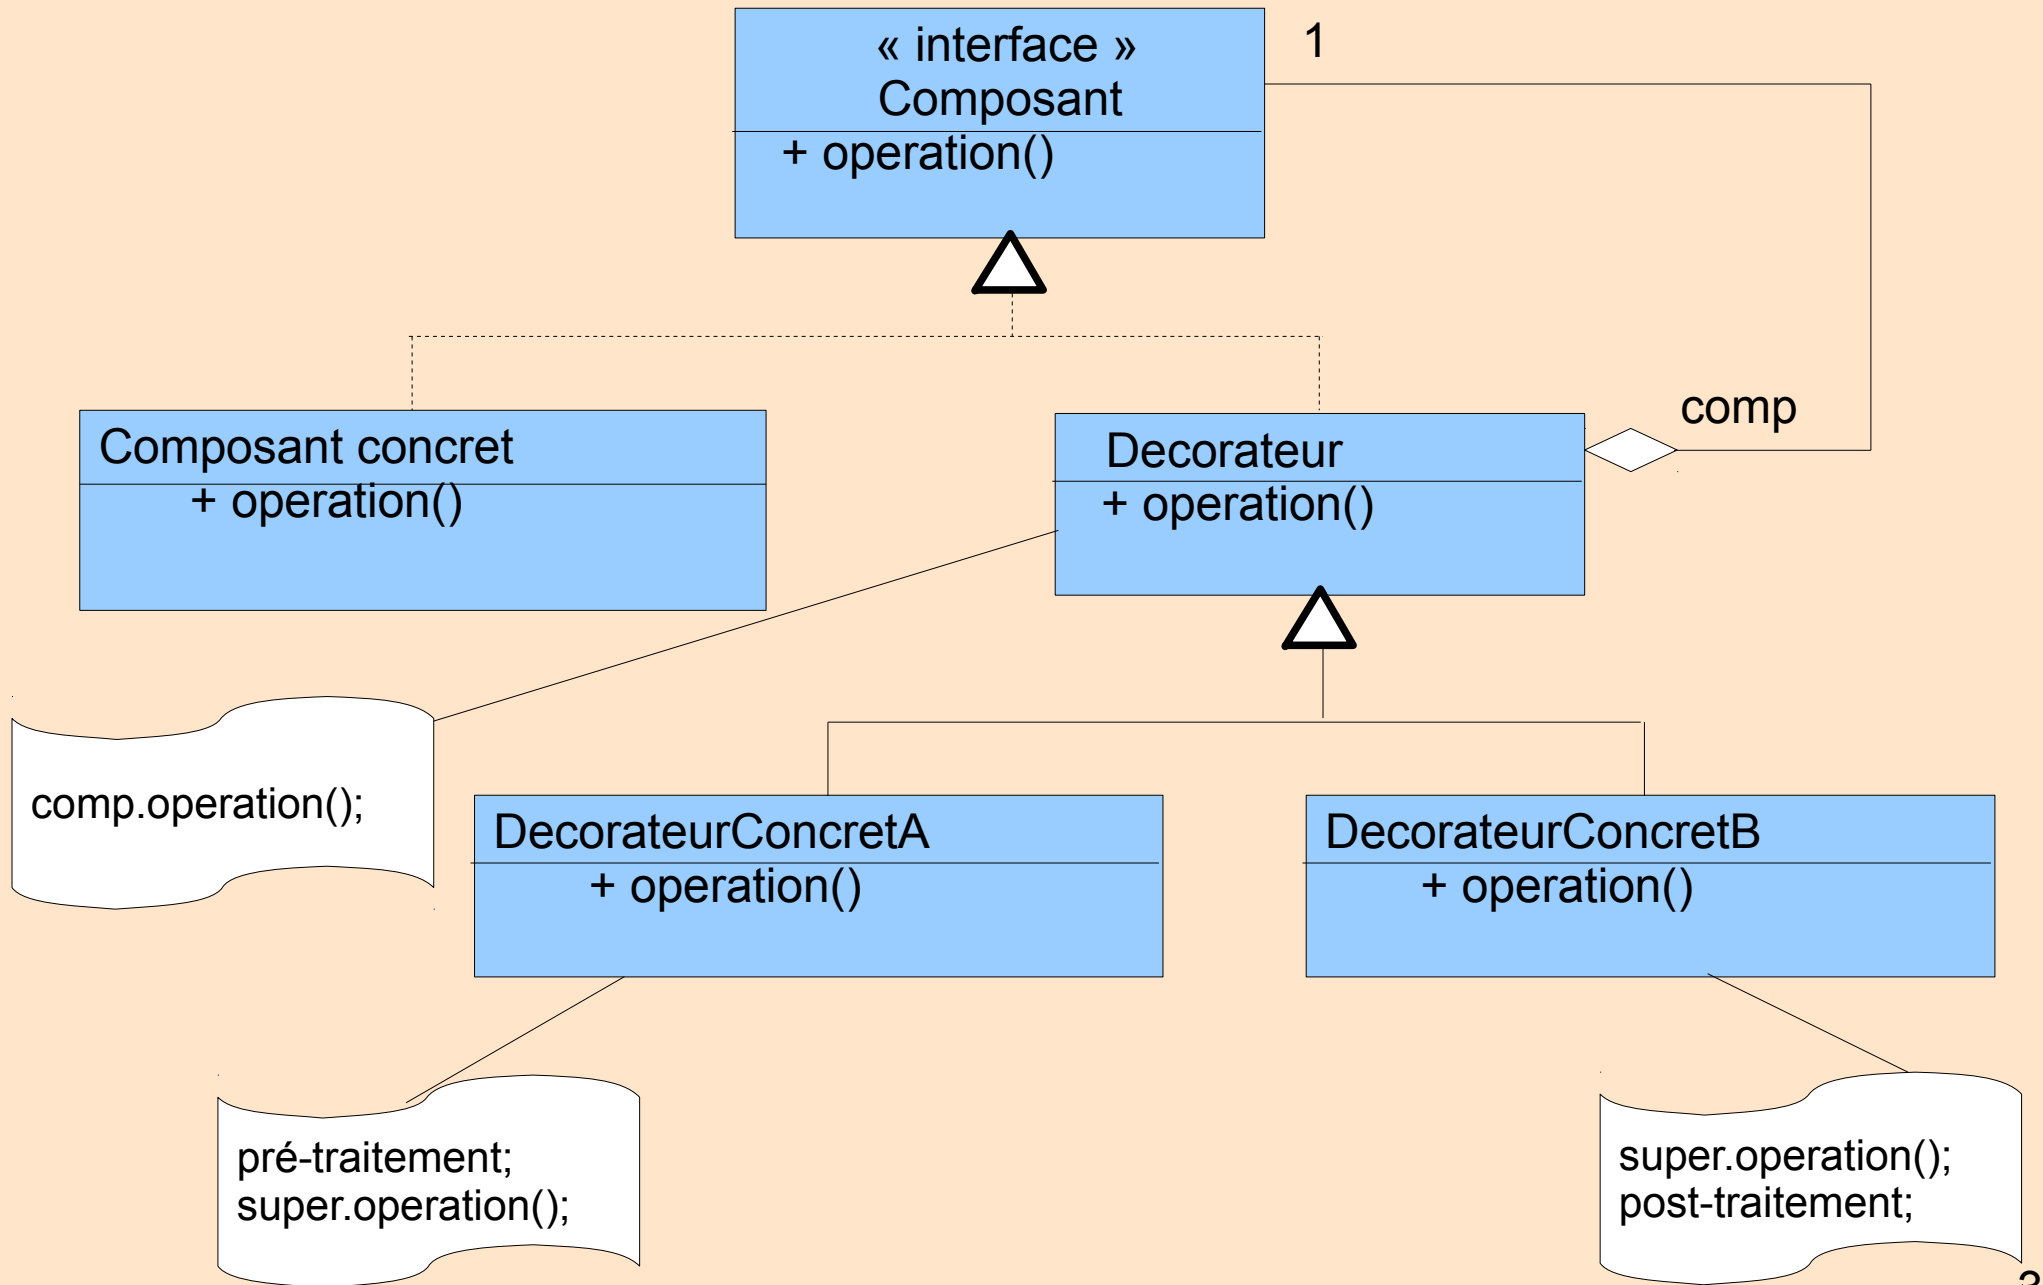 « interface »
Composant
+ operation()
1
comp
Composant concret
+ operation()
Decorateur
+ operation()
comp.operation();
DecorateurConcretA
+ operation()
DecorateurConcretB
+ operation()
pré-traitement;
super.operation();
super.operation();
post-traitement;